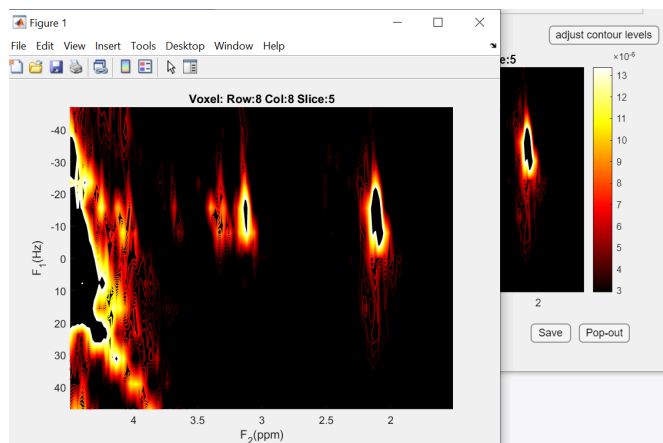 Figure 1
File Edit View Insert Tools Desktop Window Help
Voxel: Row:8 Col:8 Slice:5
-40
-30
-20
-10
0
10
20
30
40
F1(Hz)
4 3.5 3 2.5 2
F2(ppm)
adjust contour levels
e:5
×10-6
13
12
11
10
9
8
7
6
5
4
3
2
Save Pop-out